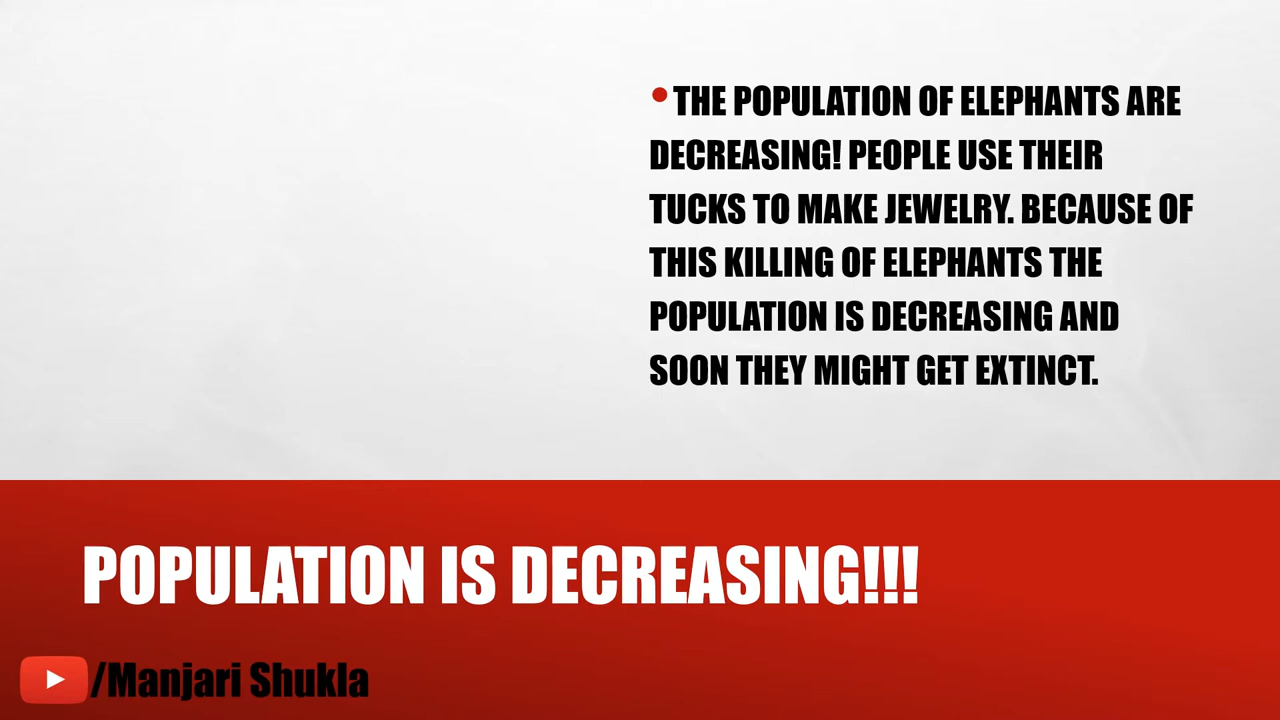 •THE POPULATION OF ELEPHANTS ARE
DECREASING! PEOPLE USE THEIR
TUCKS TO MAKE JEWELRY. BECAUSE OF
THIS KILLING OF ELEPHANTS THE
POPULATION IS DECREASING AND
SOON THEY MIGHT GET EXTINCT.
POPULATION IS DECREASING!!!
/Manjari Shukla